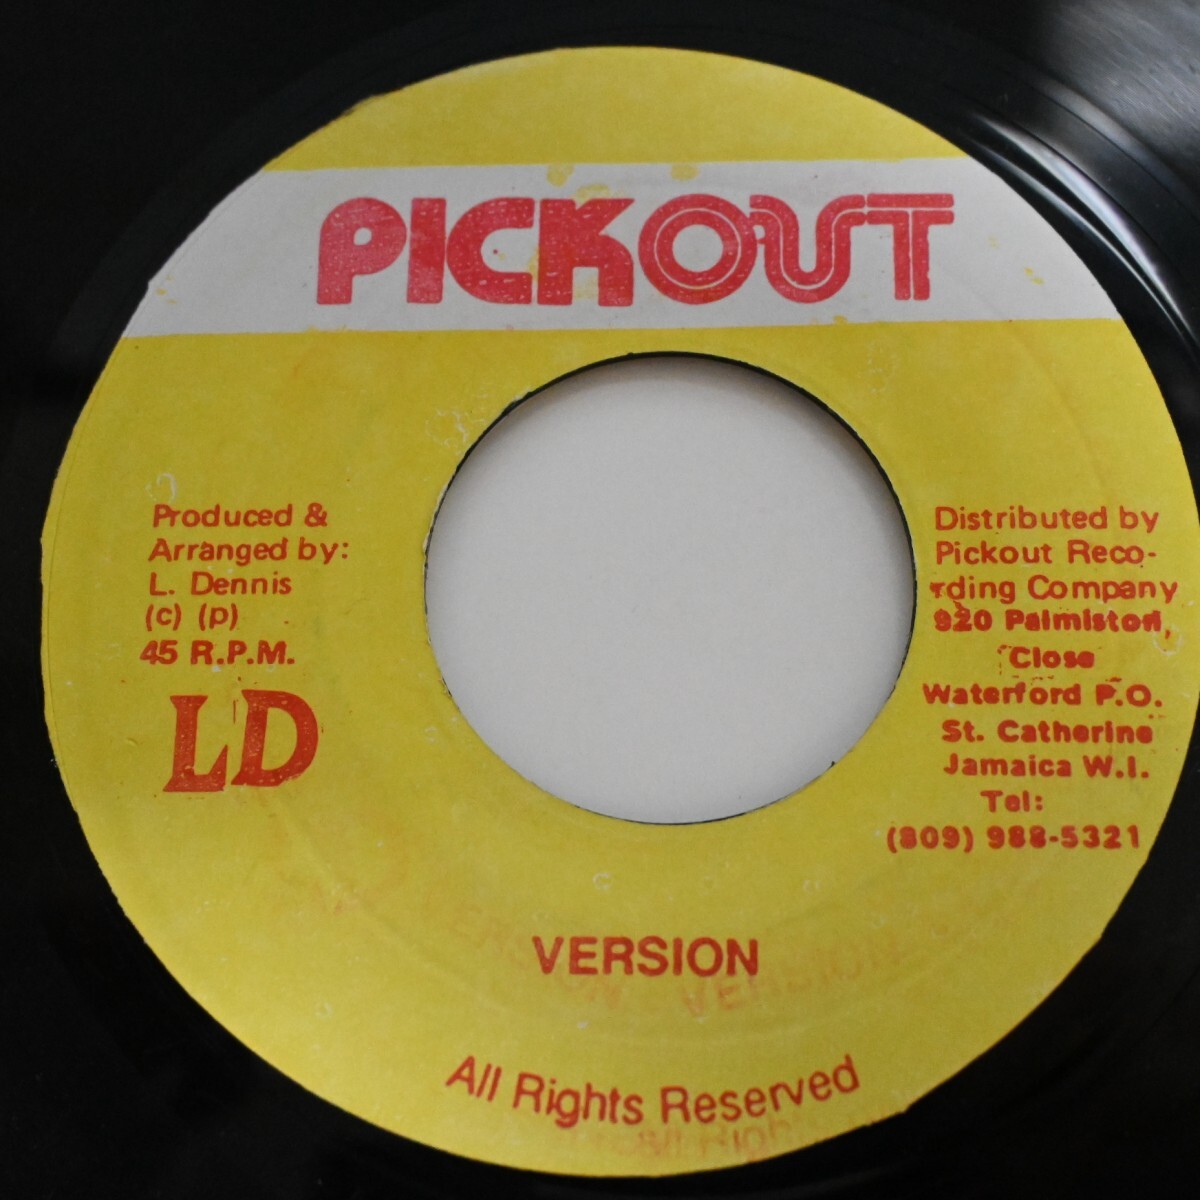 PICKOUT
Produced &
Arranged by:
L. Dennis
(c) (p)
45 R.P.M.
LD
Distributed by
Pickout Reco-
rding Company
920 Palmiston,
Close
Waterford P.O.
St. Catherine
Jamaica W.I.
Tel:
(809) 988-5321
VERSION
All Rights Reserved